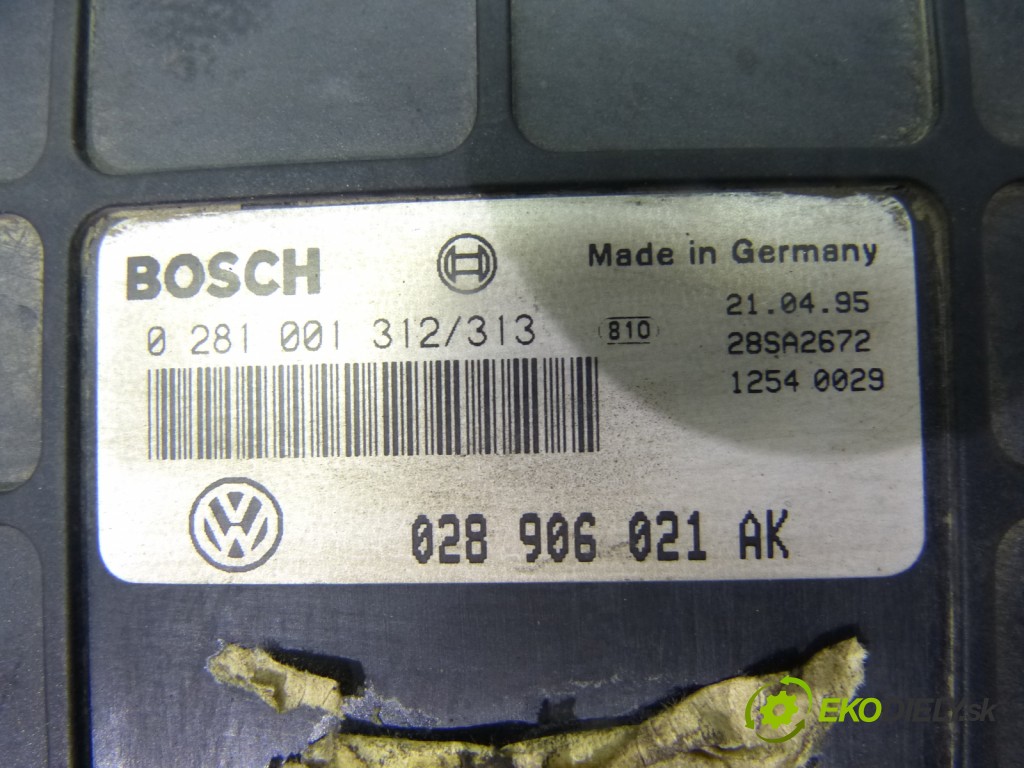 BOSCH
Made in Germany
0 281 001 312/313
810
21.04.95
28SA2672
1254 0029
VW
028 906 021 AK
EKODIELY.sk